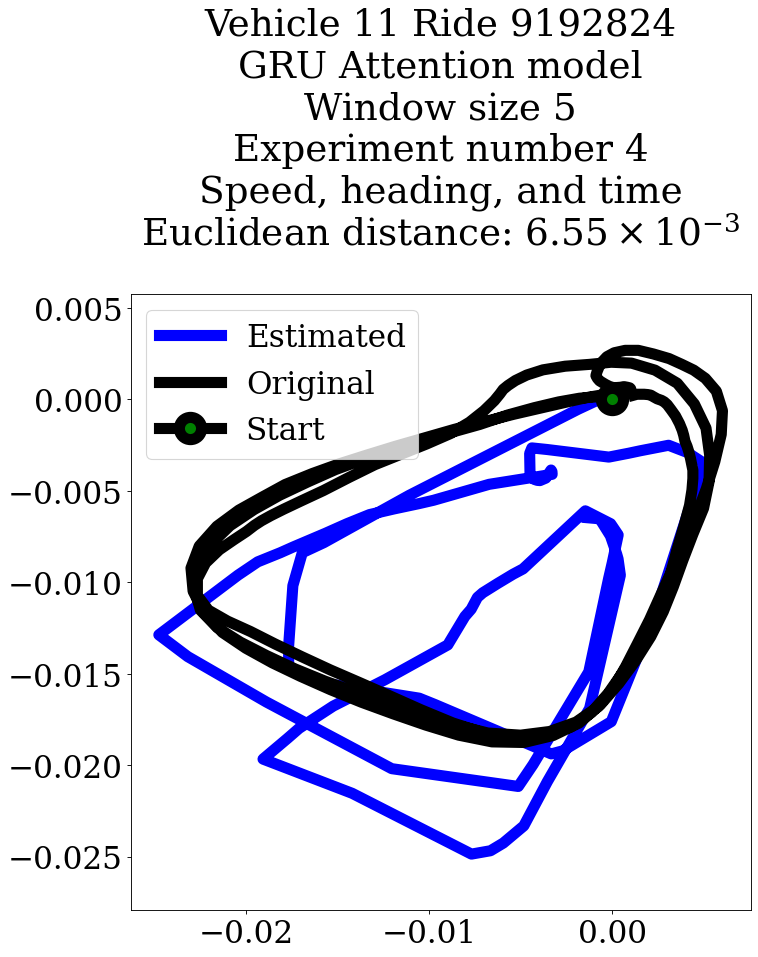 Vehicle 11 Ride 9192824
GRU Attention model
Window size 5
Experiment number 4
Speed, heading, and time
Euclidean distance: 6.55 × 10⁻³
0.005
Estimated
Original
Start
0.000
−0.005
−0.010
−0.015
−0.020
−0.025
−0.02
−0.01
0.00